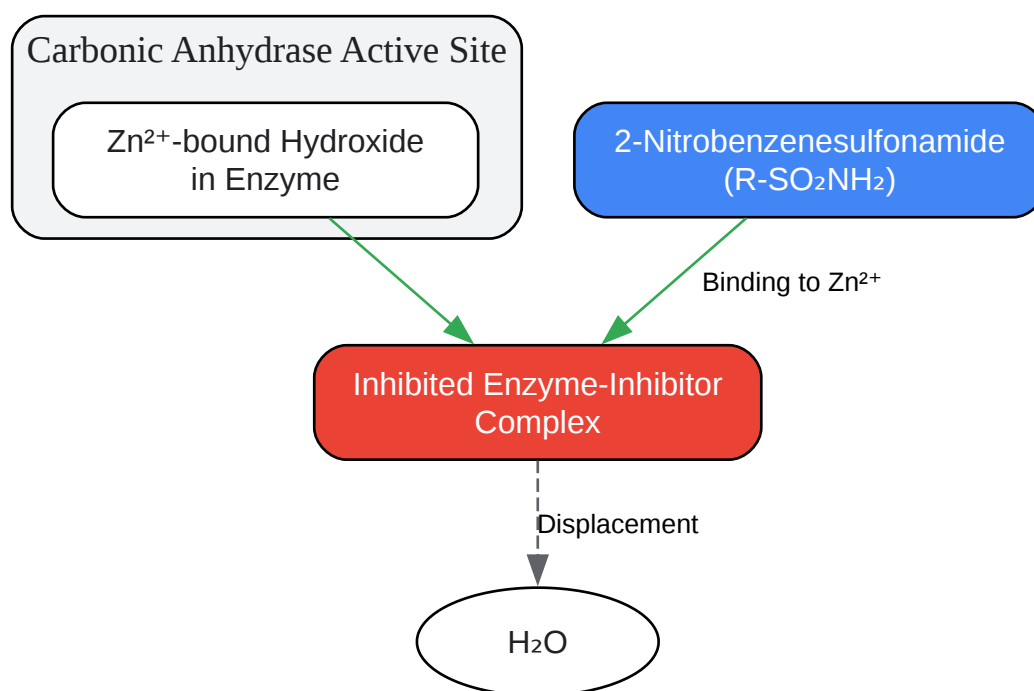 Carbonic Anhydrase Active Site
Zn²⁺-bound Hydroxide
in Enzyme
2-Nitrobenzenesulfonamide
(R-SO₂NH₂)
Binding to Zn²⁺
Inhibited Enzyme-Inhibitor
Complex
Displacement
H₂O